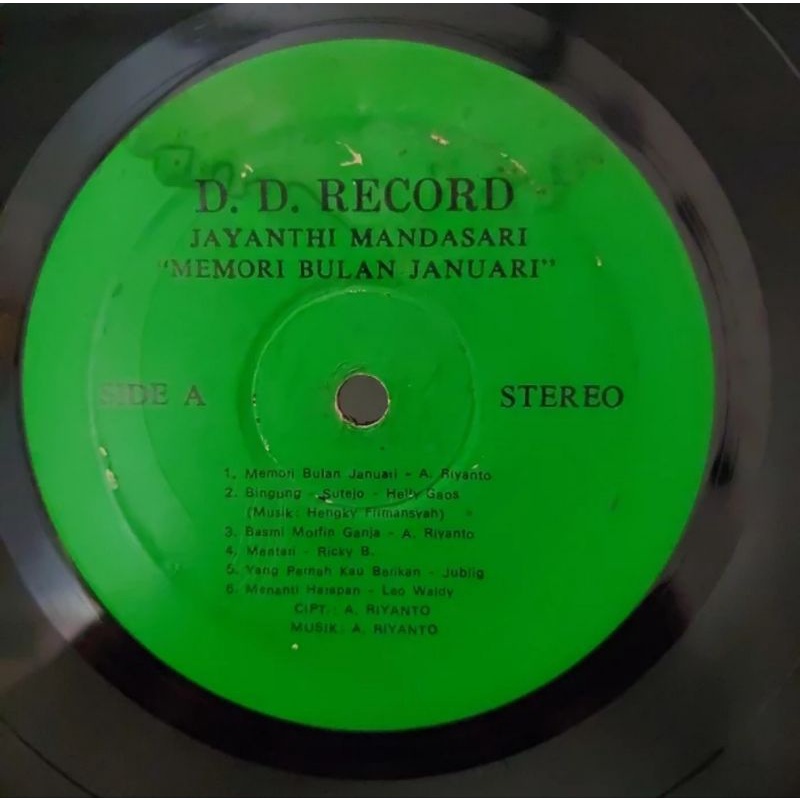 D. D. RECORD
JAYANTHI MANDASARI
"MEMORI BULAN JANUARI"
SIDE A
STEREO
1. Memori Bulan Januari - A. Riyanto
2. Bingung - Sutejo - Helly Gaos
(Musik: Hengky Firmansyah)
3. Basmi Morfin Ganja - A. Riyanto
4. Mentari - Ricky B.
5. Yang Pernah Kau Berikan - Jublig
6. Menanti Harapan - Leo Waldy
CIPT.: A. RIYANTO
MUSIK: A. RIYANTO